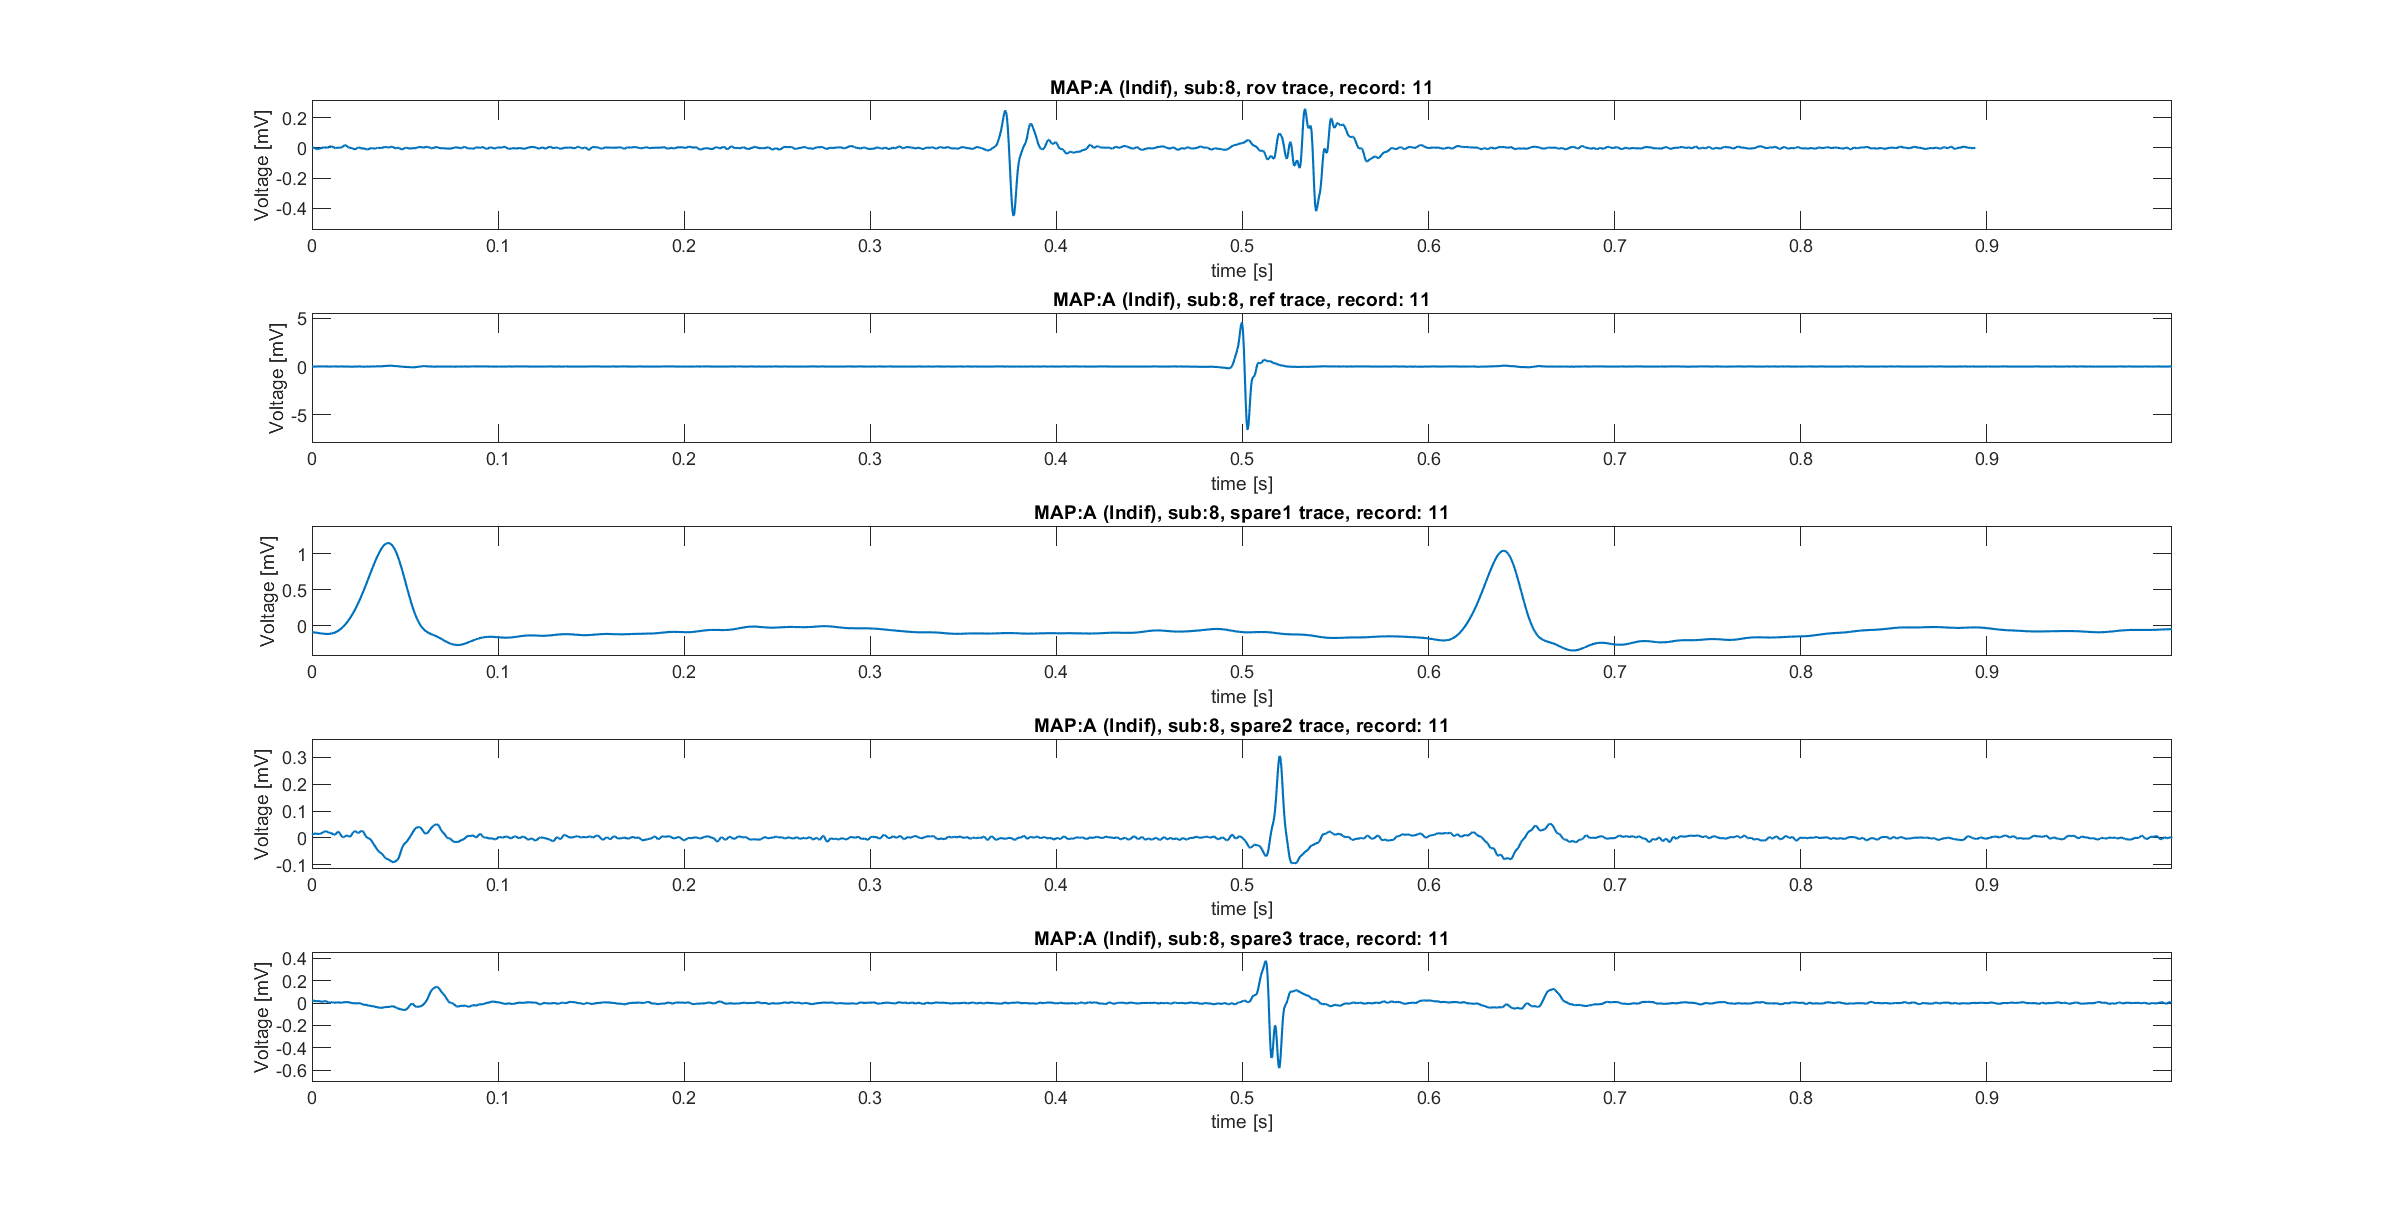 MAP:A (Indif), sub:8, rov trace, record: 11
Voltage [mV]
0.2
0
-0.2
-0.4
0 0.1 0.2 0.3 0.4 0.5 0.6 0.7 0.8 0.9
time [s]
MAP:A (Indif), sub:8, ref trace, record: 11
Voltage [mV]
5
0
-5
0 0.1 0.2 0.3 0.4 0.5 0.6 0.7 0.8 0.9
time [s]
MAP:A (Indif), sub:8, spare1 trace, record: 11
Voltage [mV]
1
0.5
0
0 0.1 0.2 0.3 0.4 0.5 0.6 0.7 0.8 0.9
time [s]
MAP:A (Indif), sub:8, spare2 trace, record: 11
Voltage [mV]
0.3
0.2
0.1
0
-0.1
0 0.1 0.2 0.3 0.4 0.5 0.6 0.7 0.8 0.9
time [s]
MAP:A (Indif), sub:8, spare3 trace, record: 11
Voltage [mV]
0.4
0.2
0
-0.2
-0.4
-0.6
0 0.1 0.2 0.3 0.4 0.5 0.6 0.7 0.8 0.9
time [s]